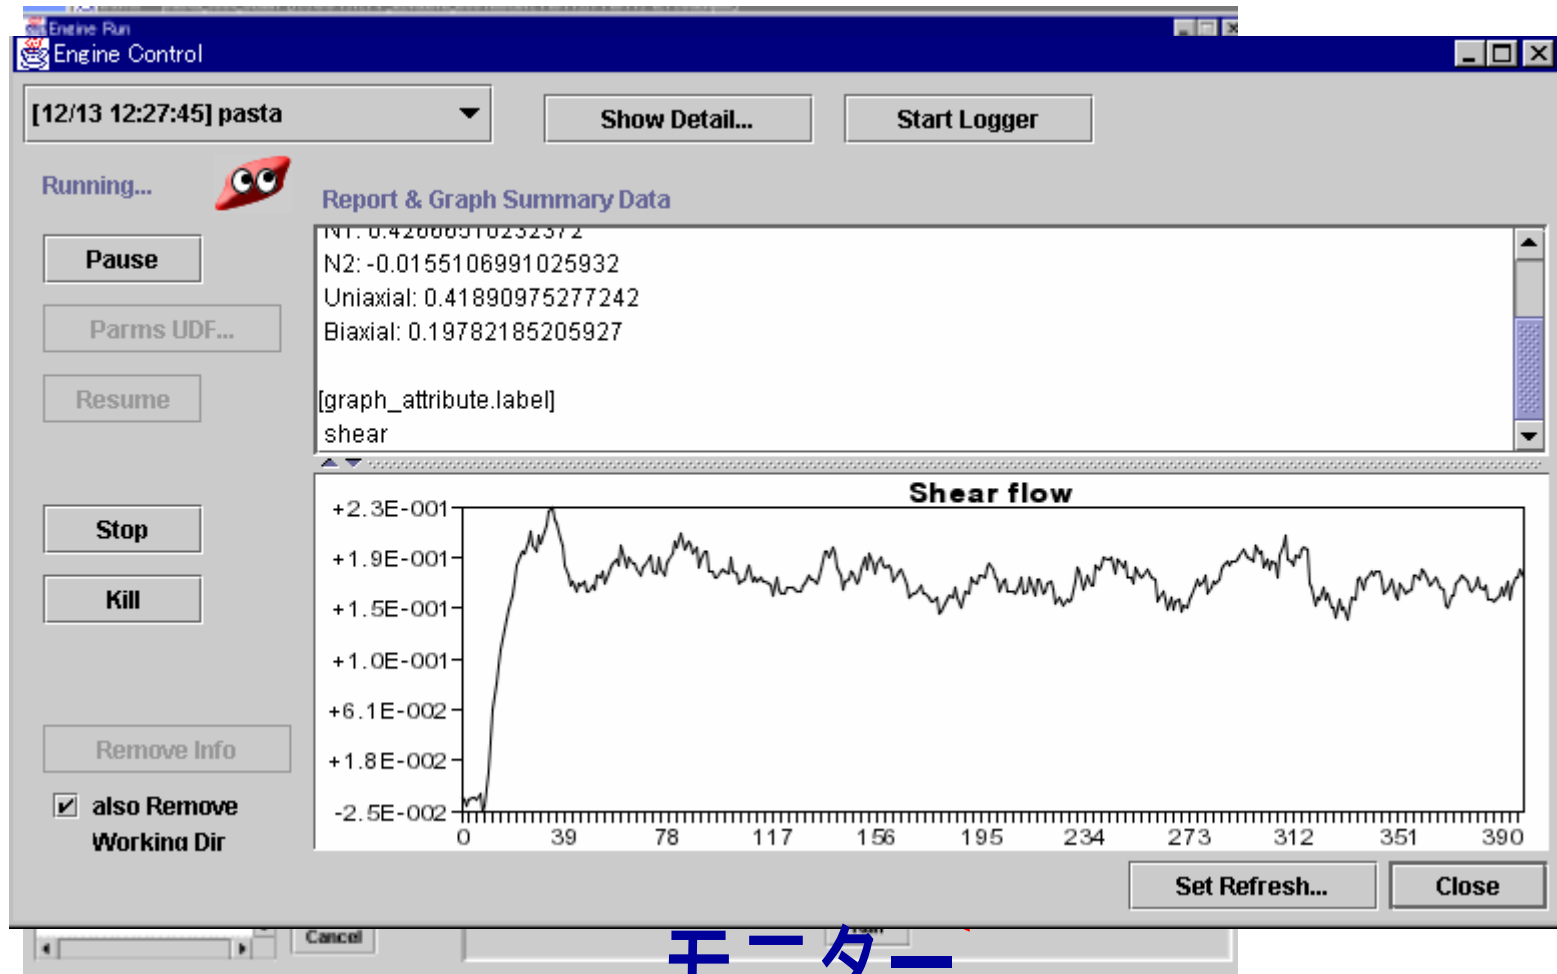 Engine Run
Engine Control
[12/13 12:27:45] pasta
Show Detail...
Start Logger
Running...
Report & Graph Summary Data
Pause
N2: -0.0155106991025932
Uniaxial: 0.41890975277242
Parms UDF...
Biaxial: 0.19782185205927
Resume
[graph_attribute.label]
shear
Shear flow
Stop
Kill
+2.3E-001
+1.9E-001
+1.5E-001
+1.0E-001
+6.1E-002
+1.8E-002
-2.5E-002
0 39 78 117 156 195 234 273 312 351 390
Remove Info
also Remove
Working Dir
Set Refresh...
Close
Cancel
モーター